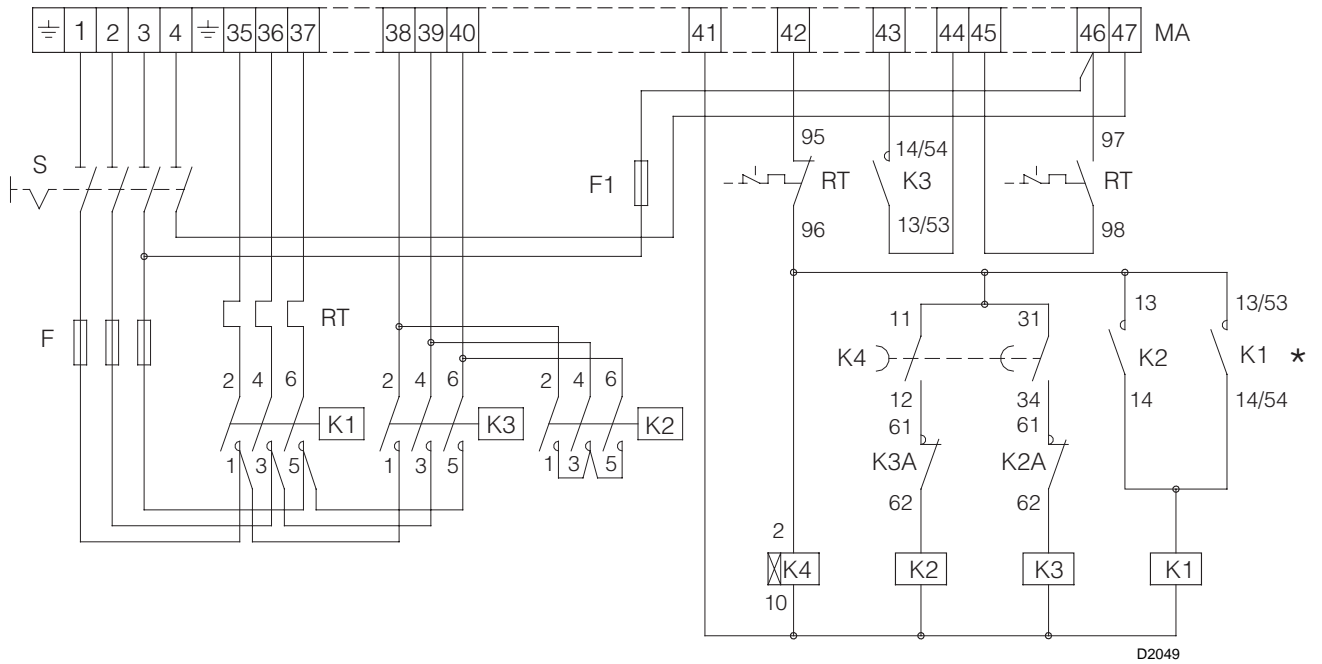 1 2 3 4 35 36 37 38 39 40 41 42 43 44 45 46 47 MA
95 14/54 97
S F1 RT K3 RT
96 13/53 98
F RT 13 13/53
11 31
K4 K2 K1 *
2 4 6 2 4 6 2 4 6 12 34 14 14/54
K1 K3 K2 61 61
1 3 5 1 3 5 1 3 5 K3A K2A
62 62
2
K4 K2 K3 K1
10
D2049